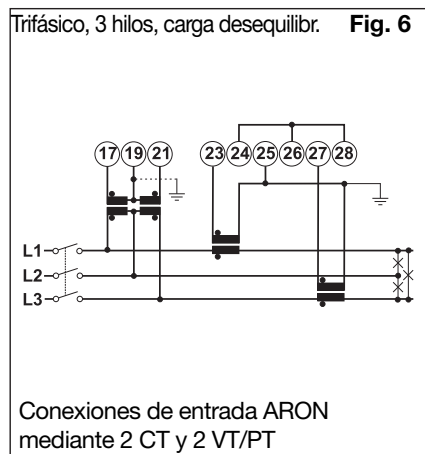 Trifásico, 3 hilos, carga desequilibr. Fig. 6
17 19 21 23 24 25 26 27 28
L1
L2
L3
Conexiones de entrada ARON
mediante 2 CT y 2 VT/PT